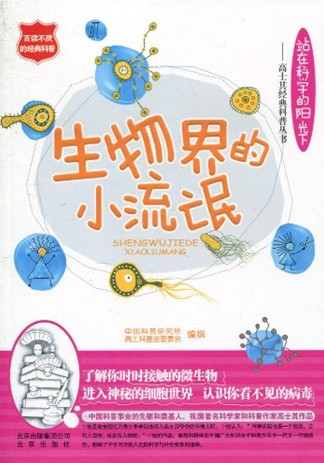 百读不厌
的经典科普
站在科学的阳光下
——高士其经典科普丛书
生物界的
小流氓
SHENGWUJIEDE
XIAOLIUMANG
中国科普研究所
高士其基金委员会
编撰
了解你时时接触的微生物
进入神秘的细胞世界 认识你看不见的病毒
中国科普事业的先驱和奠基人，我国著名科学家和科普作家高士其作品
北京出版集团公司
北京出版社